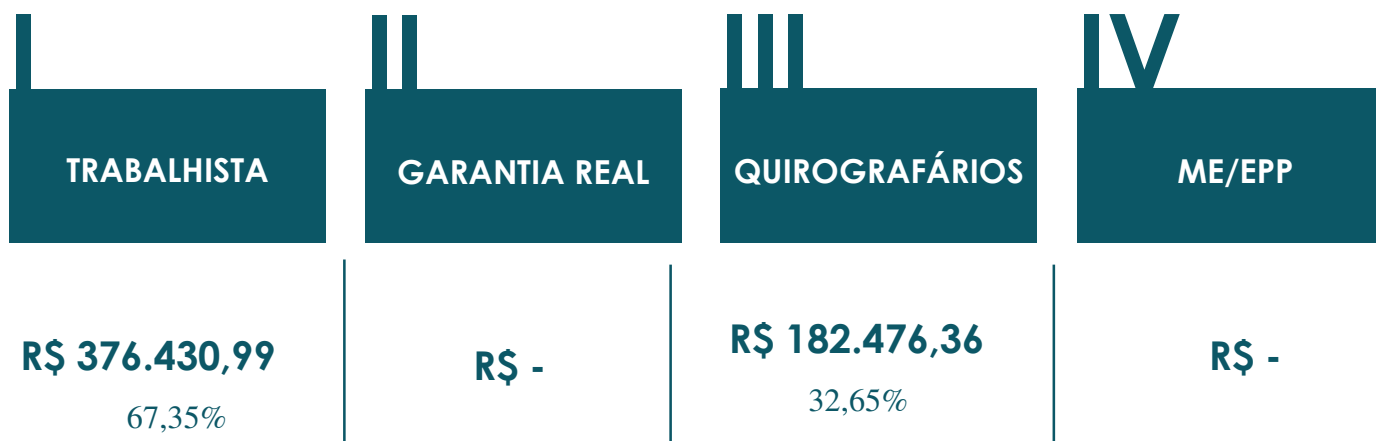 I
TRABALHISTA
R$ 376.430,99
67,35%
II
GARANTIA REAL
R$ -
III
QUIROGRAFÁRIOS
R$ 182.476,36
32,65%
IV
ME/EPP
R$ -